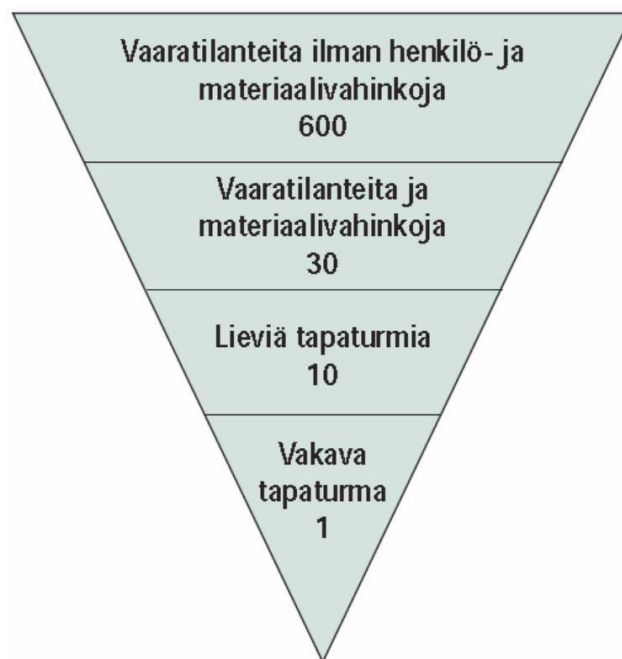 Vaaratilanteita ilman henkilö- ja
materiaalivahinkoja
600
Vaaratilanteita ja
materiaalivahinkoja
30
Lieviä tapaturmia
10
Vakava
tapaturma
1